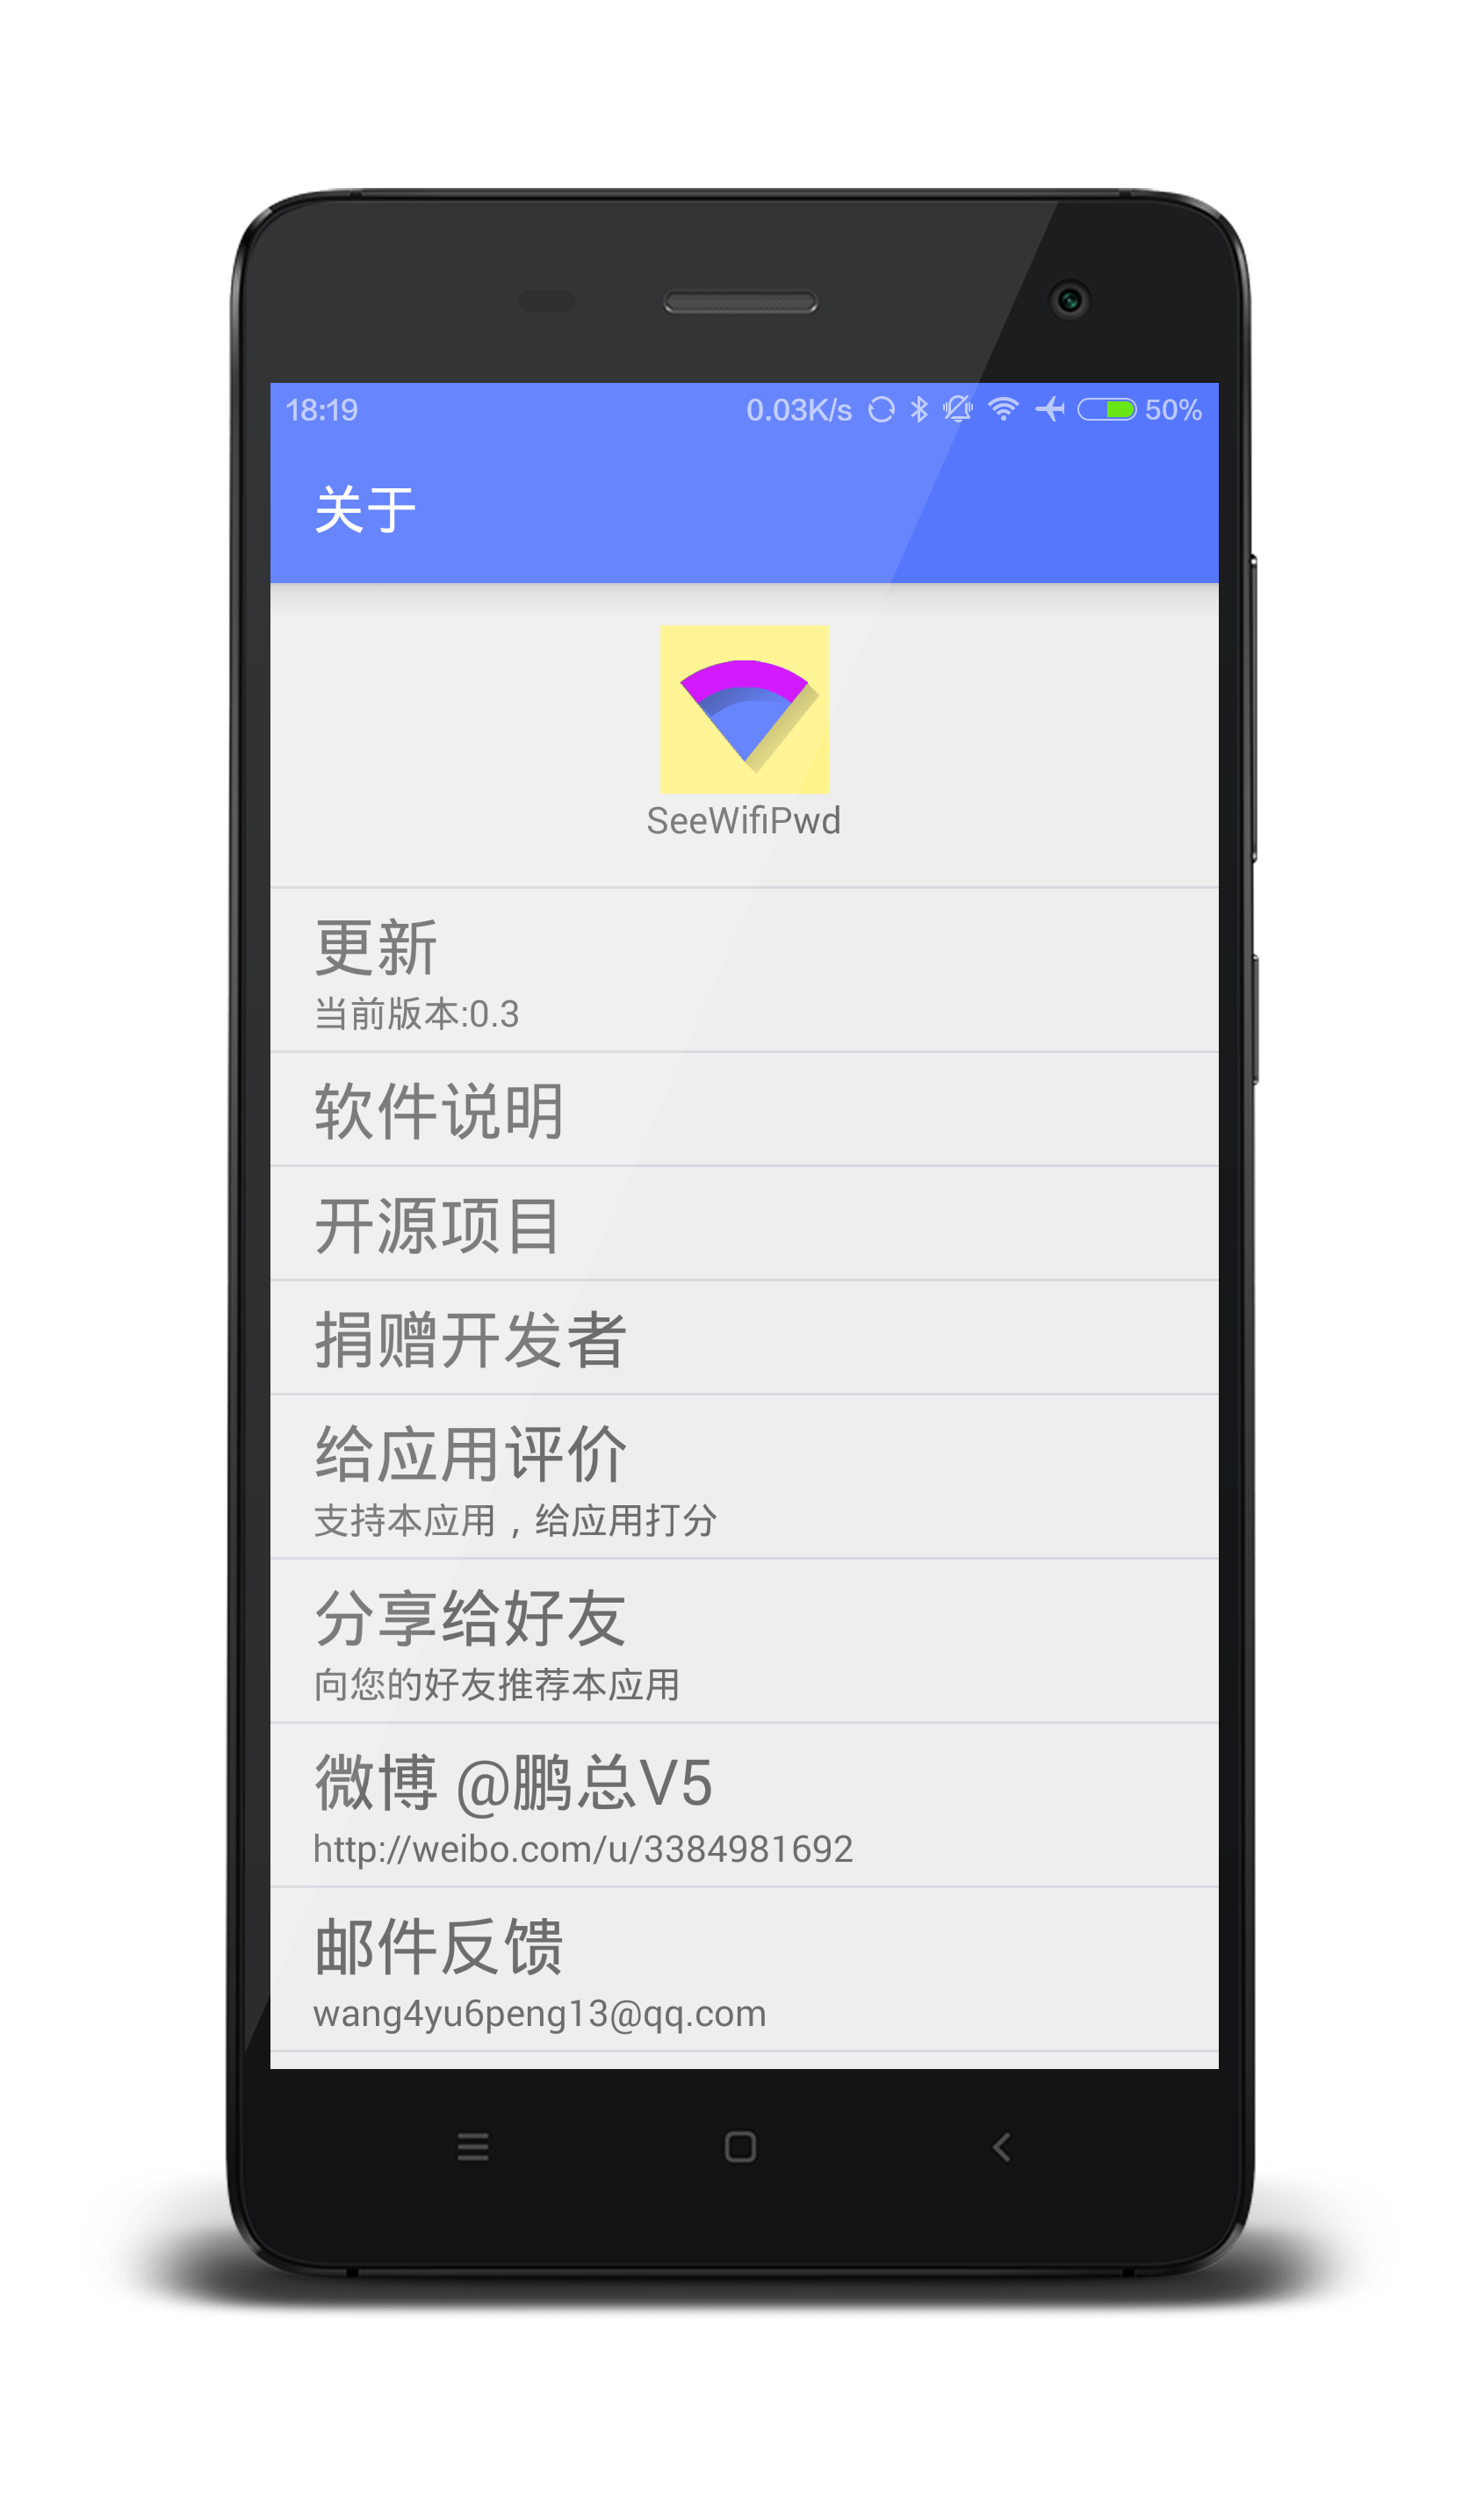 18:19 0.03K/s 50%
关于
SeeWifiPwd
更新
当前版本:0.3
软件说明
开源项目
捐赠开发者
给应用评价
支持本应用，给应用打分
分享给好友
向您的好友推荐本应用
微博 @鹏总V5
http://weibo.com/u/3384981692
邮件反馈
wang4yu6peng13@qq.com